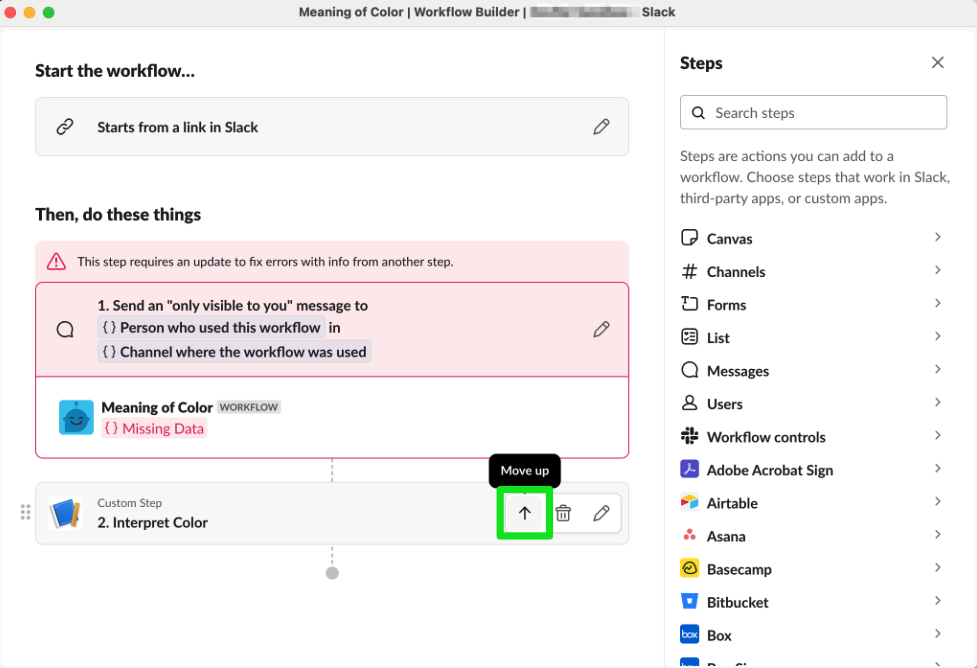 Meaning of Color | Workflow Builder | Slack
Start the workflow...
Starts from a link in Slack
Then, do these things
This step requires an update to fix errors with info from another step.
1. Send an "only visible to you" message to
{} Person who used this workflow in
{} Channel where the workflow was used
Meaning of Color WORKFLOW
{} Missing Data
Move up
Custom Step
2. Interpret Color
Steps
Search steps
Steps are actions you can add to a
workflow. Choose steps that work in Slack,
third-party apps, or custom apps.
Canvas
Channels
Forms
List
Messages
Users
Workflow controls
Adobe Acrobat Sign
Airtable
Asana
Basecamp
Bitbucket
box Box